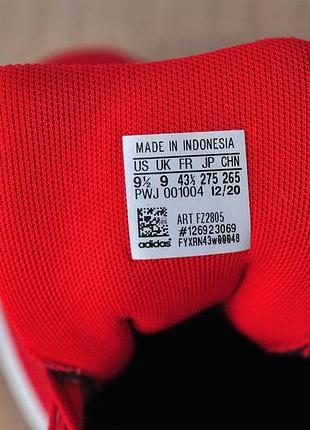 MADE IN INDONESIA
US UK FR JP CHN
9½ 9 43⅓ 275 265
PWJ 001004 12/20
ART FZ2805
#126923069
adidas FYXRN43w00048